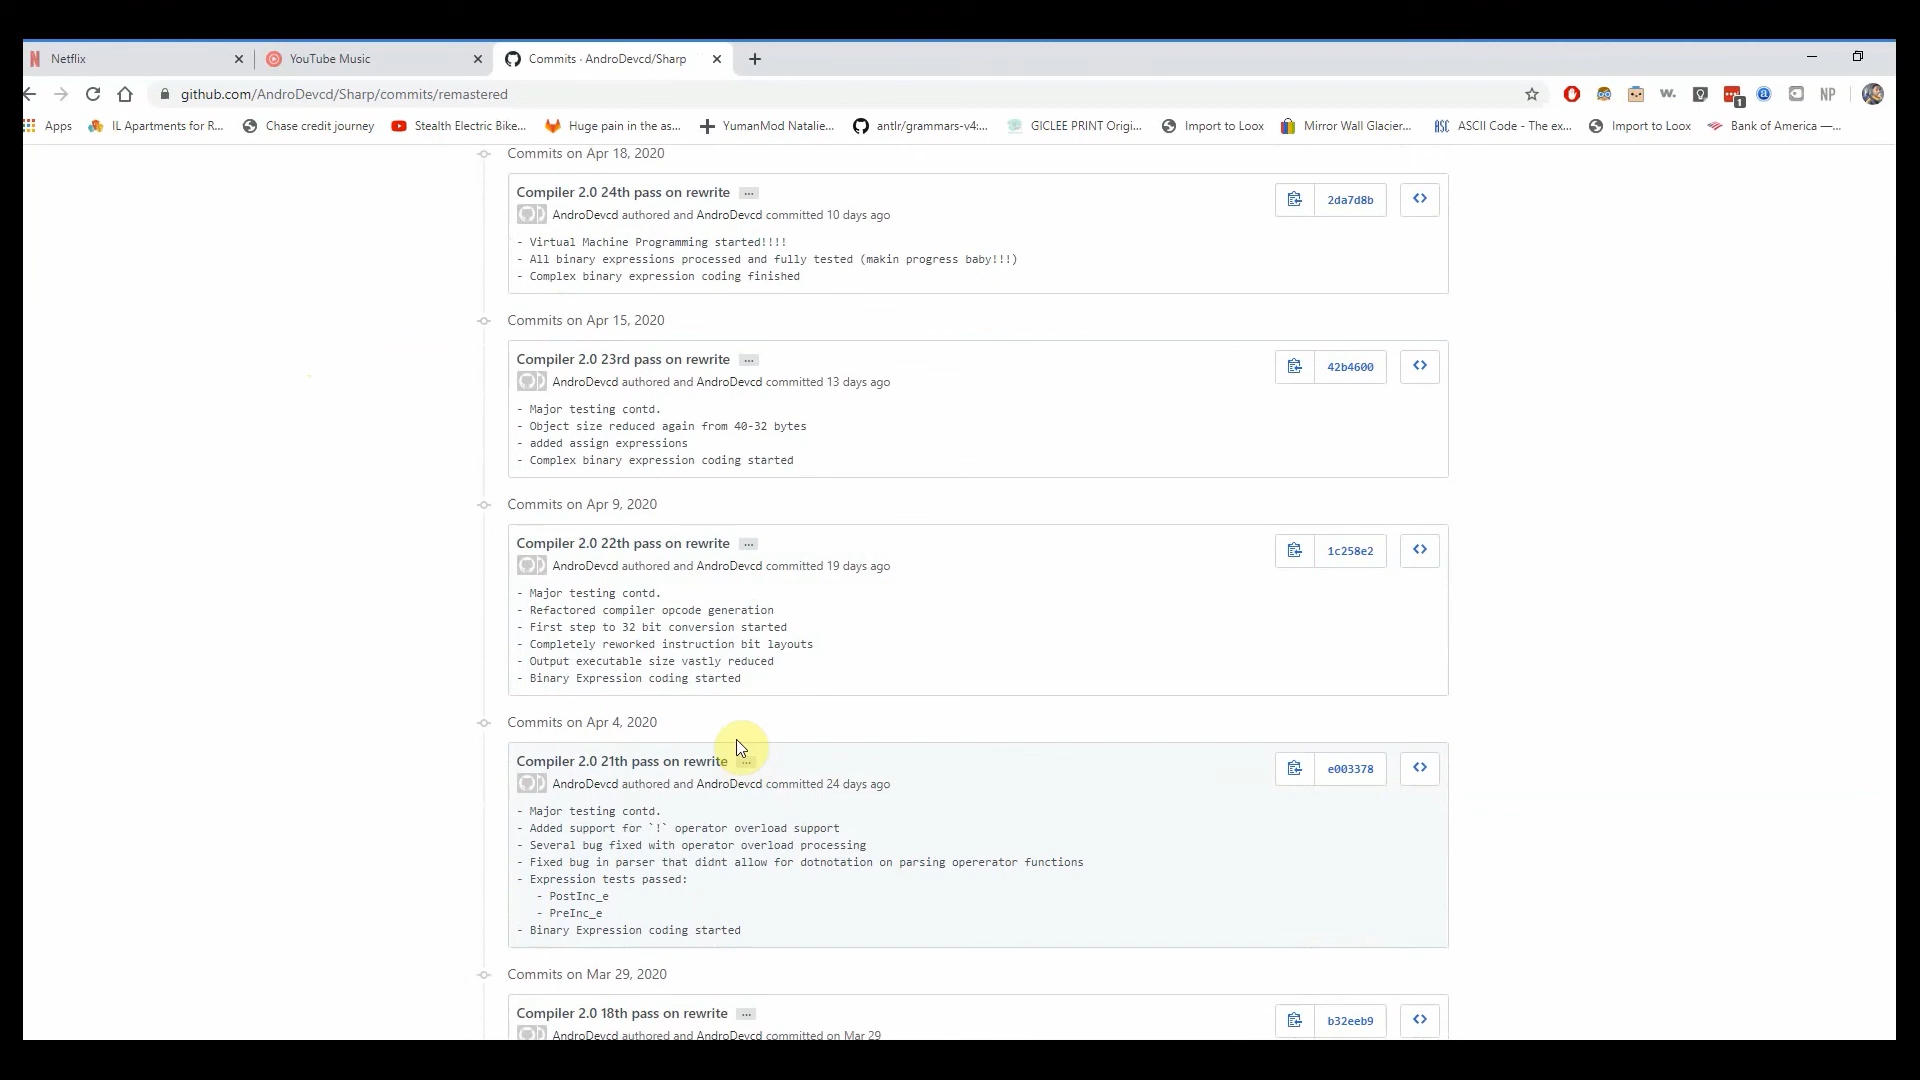 Netflix
YouTube Music
Commits · AndroDevcd/Sharp
github.com/AndroDevcd/Sharp/commits/remastered
1
NP
Apps
IL Apartments for R...
Chase credit journey
Stealth Electric Bike...
Huge pain in the as...
YumanMod Natalie...
antlr/grammars-v4:...
GICLEE PRINT Origi...
Import to Loox
Mirror Wall Glacier...
ASC
ASCII Code - The ex...
Import to Loox
Bank of America —...
Commits on Apr 18, 2020
Compiler 2.0 24th pass on rewrite ...
2da7d8b
AndroDevcd authored and AndroDevcd committed 10 days ago
- Virtual Machine Programming started!!!!
- All binary expressions processed and fully tested (makin progress baby!!!)
- Complex binary expression coding finished
Commits on Apr 15, 2020
Compiler 2.0 23rd pass on rewrite ...
42b4600
AndroDevcd authored and AndroDevcd committed 13 days ago
- Major testing contd.
- Object size reduced again from 40-32 bytes
- added assign expressions
- Complex binary expression coding started
Commits on Apr 9, 2020
Compiler 2.0 22th pass on rewrite ...
1c258e2
AndroDevcd authored and AndroDevcd committed 19 days ago
- Major testing contd.
- Refactored compiler opcode generation
- First step to 32 bit conversion started
- Completely reworked instruction bit layouts
- Output executable size vastly reduced
- Binary Expression coding started
Commits on Apr 4, 2020
Compiler 2.0 21th pass on rewrite ...
e003378
AndroDevcd authored and AndroDevcd committed 24 days ago
- Major testing contd.
- Added support for `!` operator overload support
- Several bug fixed with operator overload processing
- Fixed bug in parser that didnt allow for dotnotation on parsing opererator functions
- Expression tests passed:
- PostInc_e
- PreInc_e
- Binary Expression coding started
Commits on Mar 29, 2020
Compiler 2.0 18th pass on rewrite ...
b32eeb9
AndroDevcd authored and AndroDevcd committed on Mar 29